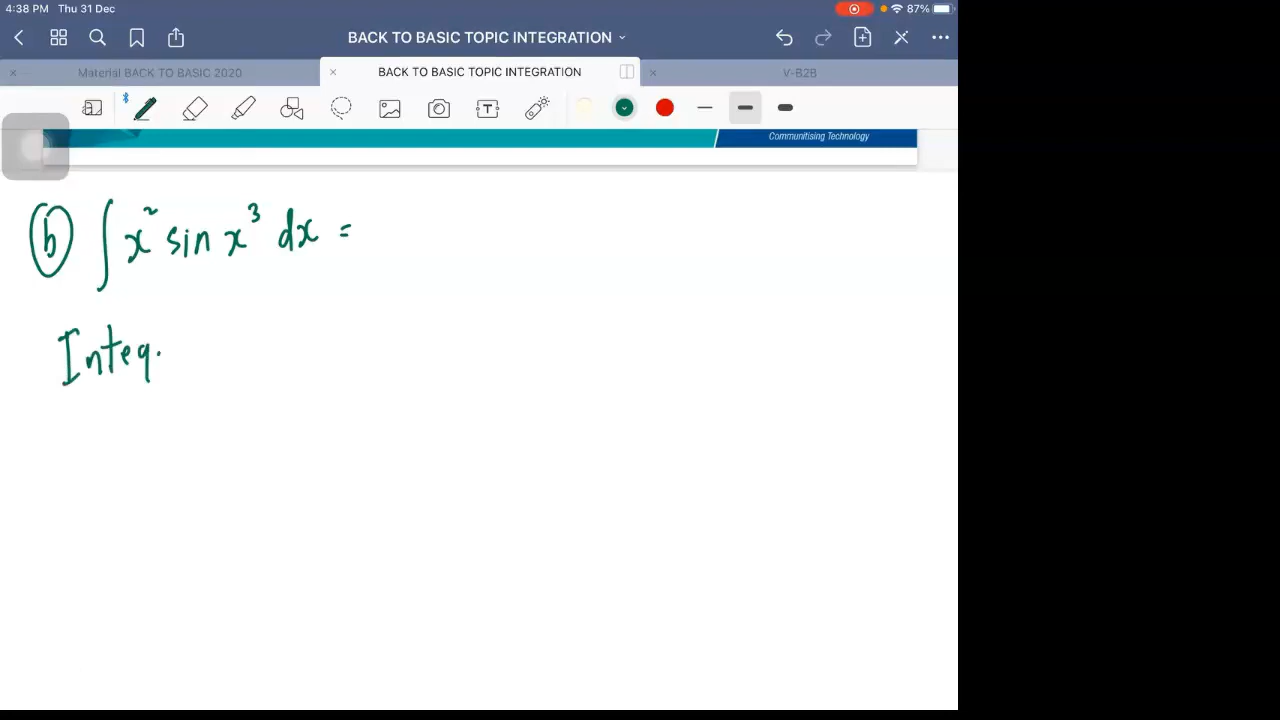 4:38 PM Thu 31 Dec
87%
BACK TO BASIC TOPIC INTEGRATION
Material BACK TO BASIC 2020
BACK TO BASIC TOPIC INTEGRATION
V-B2B
Communitising Technology
b ∫ x² sin x³ dx =
Integ.